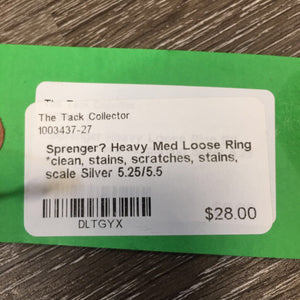 The Tack Collector
1003437-27
Sprenger? Heavy Med Loose Ring
*clean, stains, scratches, stains,
scale Silver 5.25/5.5
DLTGYX
$28.00